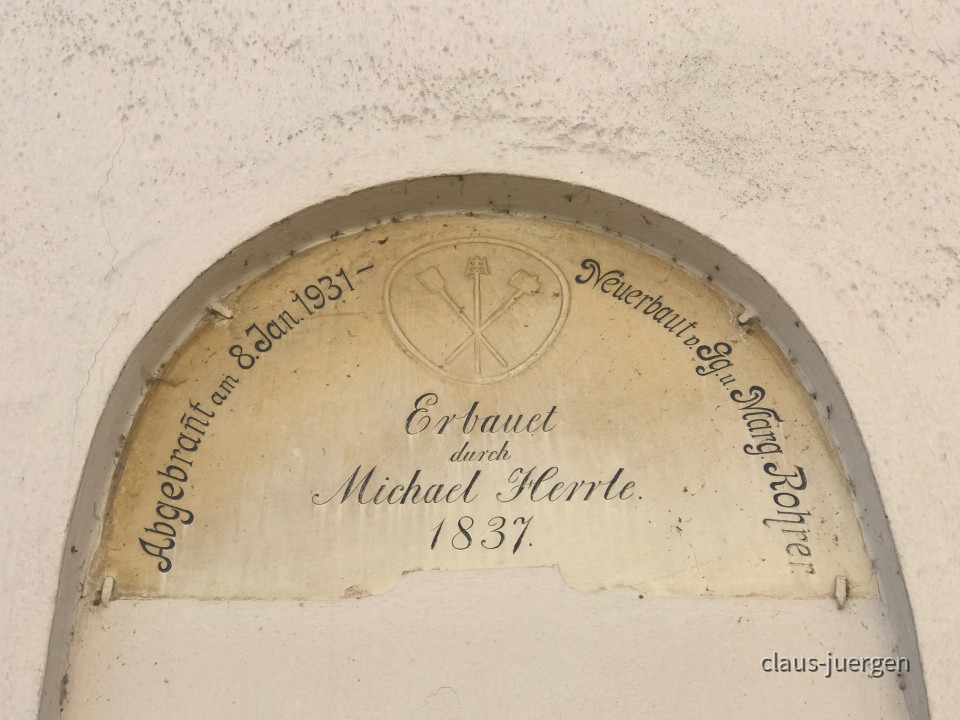 Abgebrañt am 8. Jan. 1931 –
Neuerbaut v. Gg. u. Marg. Rohrer
Erbauet
durch
Michael Herrle.
1837.
claus-juergen